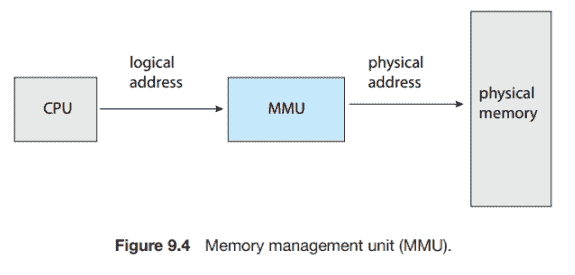 logical
address
physical
address
CPU
MMU
physical
memory
Figure 9.4 Memory management unit (MMU).